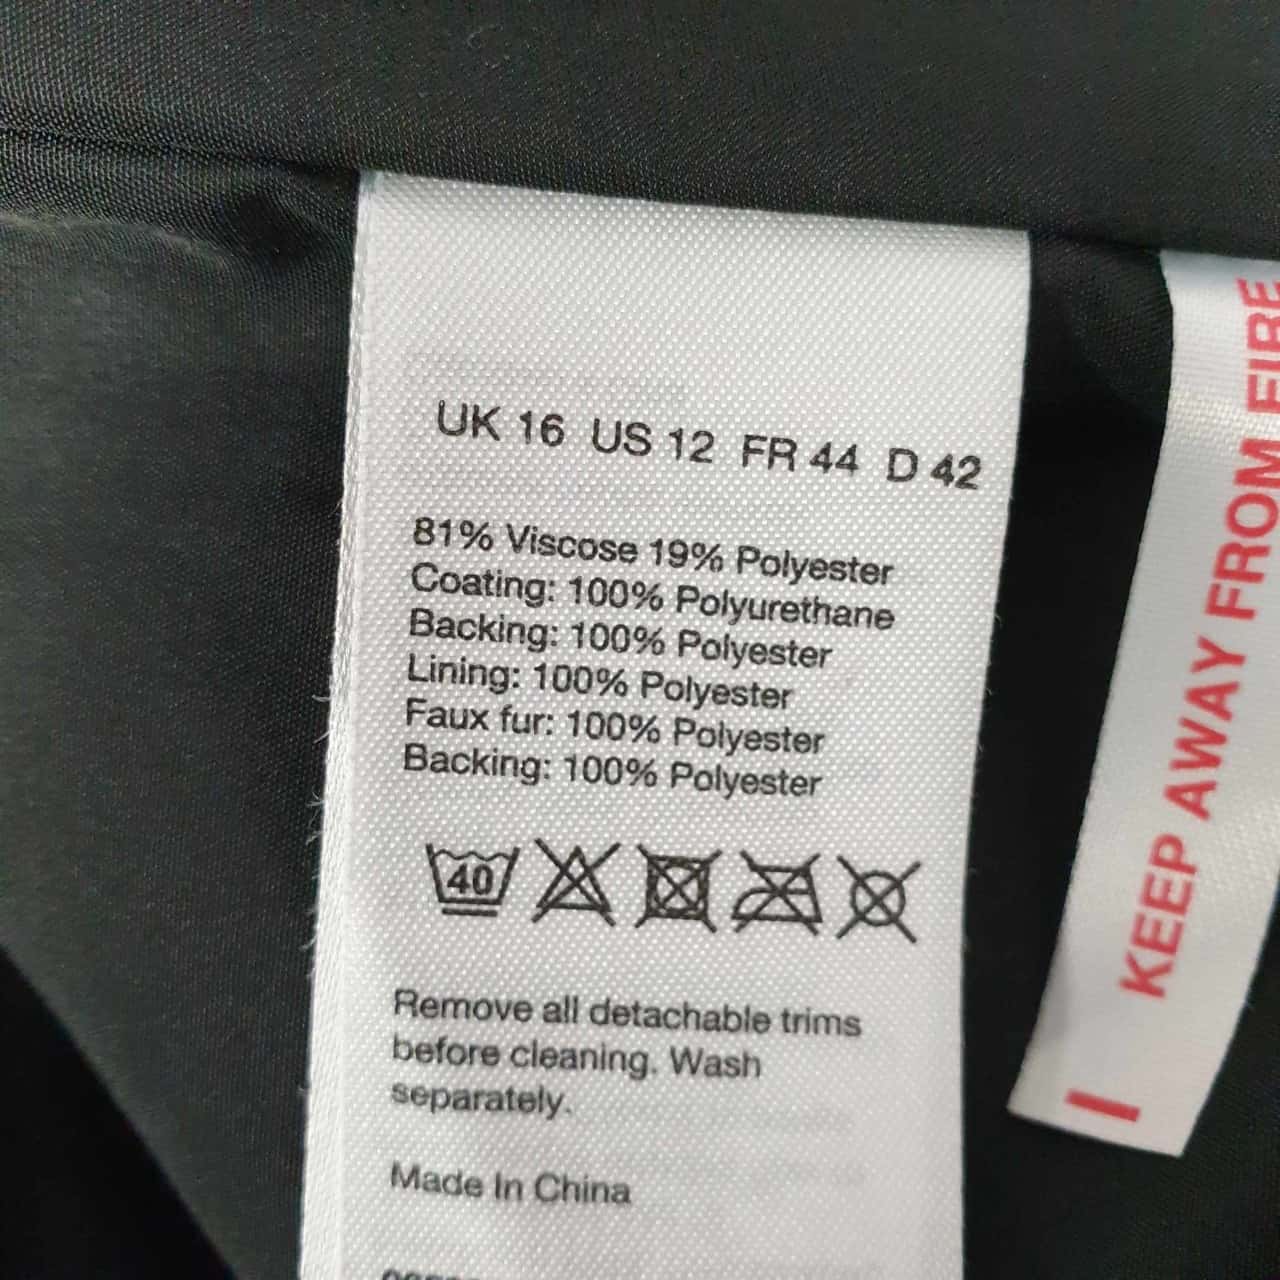 UK 16 US 12 FR 44 D 42
81% Viscose 19% Polyester
Coating: 100% Polyurethane
Backing: 100% Polyester
Lining: 100% Polyester
Faux fur: 100% Polyester
Backing: 100% Polyester
40
Remove all detachable trims
before cleaning. Wash
separately.
Made In China
KEEP AWAY FROM FIRE